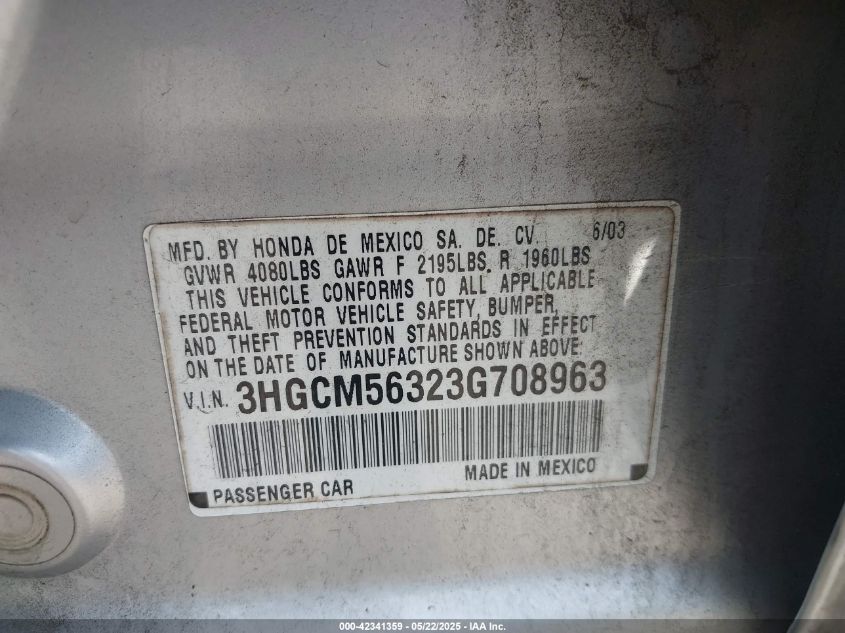 MFD. BY HONDA DE MEXICO SA. DE. CV. 6/03
GVWR 4080LBS GAWR F 2195LBS. R 1960LBS
THIS VEHICLE CONFORMS TO ALL APPLICABLE
FEDERAL MOTOR VEHICLE SAFETY, BUMPER,
AND THEFT PREVENTION STANDARDS IN EFFECT
ON THE DATE OF MANUFACTURE SHOWN ABOVE.
V.I.N. 3HGCM56323G708963
PASSENGER CAR MADE IN MEXICO
000-42341359 - 05/22/2025 - IAA Inc.